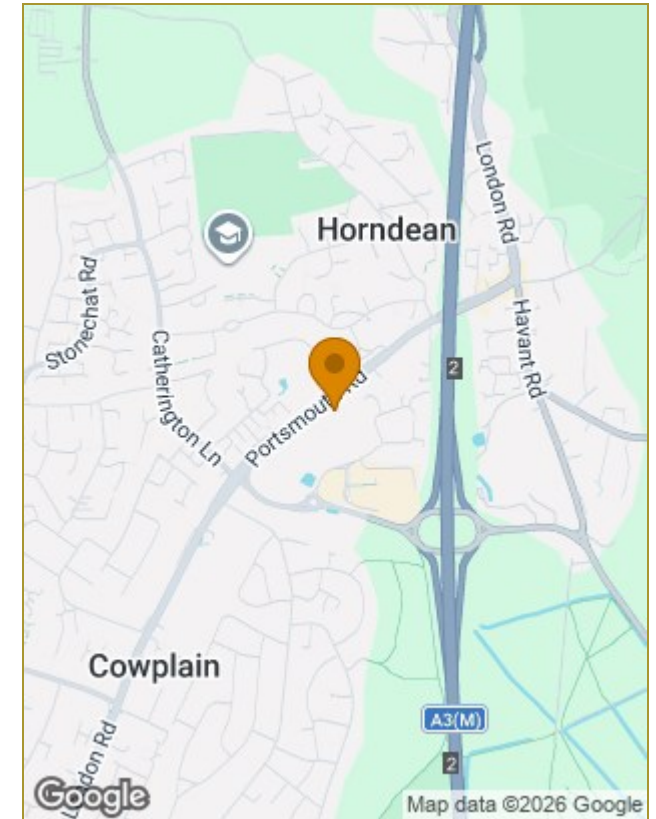 London Rd
Horndean
Stonechat Rd
Catherington Ln
Havant Rd
2
Portsmouth Rd
Cowplain
A3(M)
London Rd
2
Google
Map data ©2026 Google